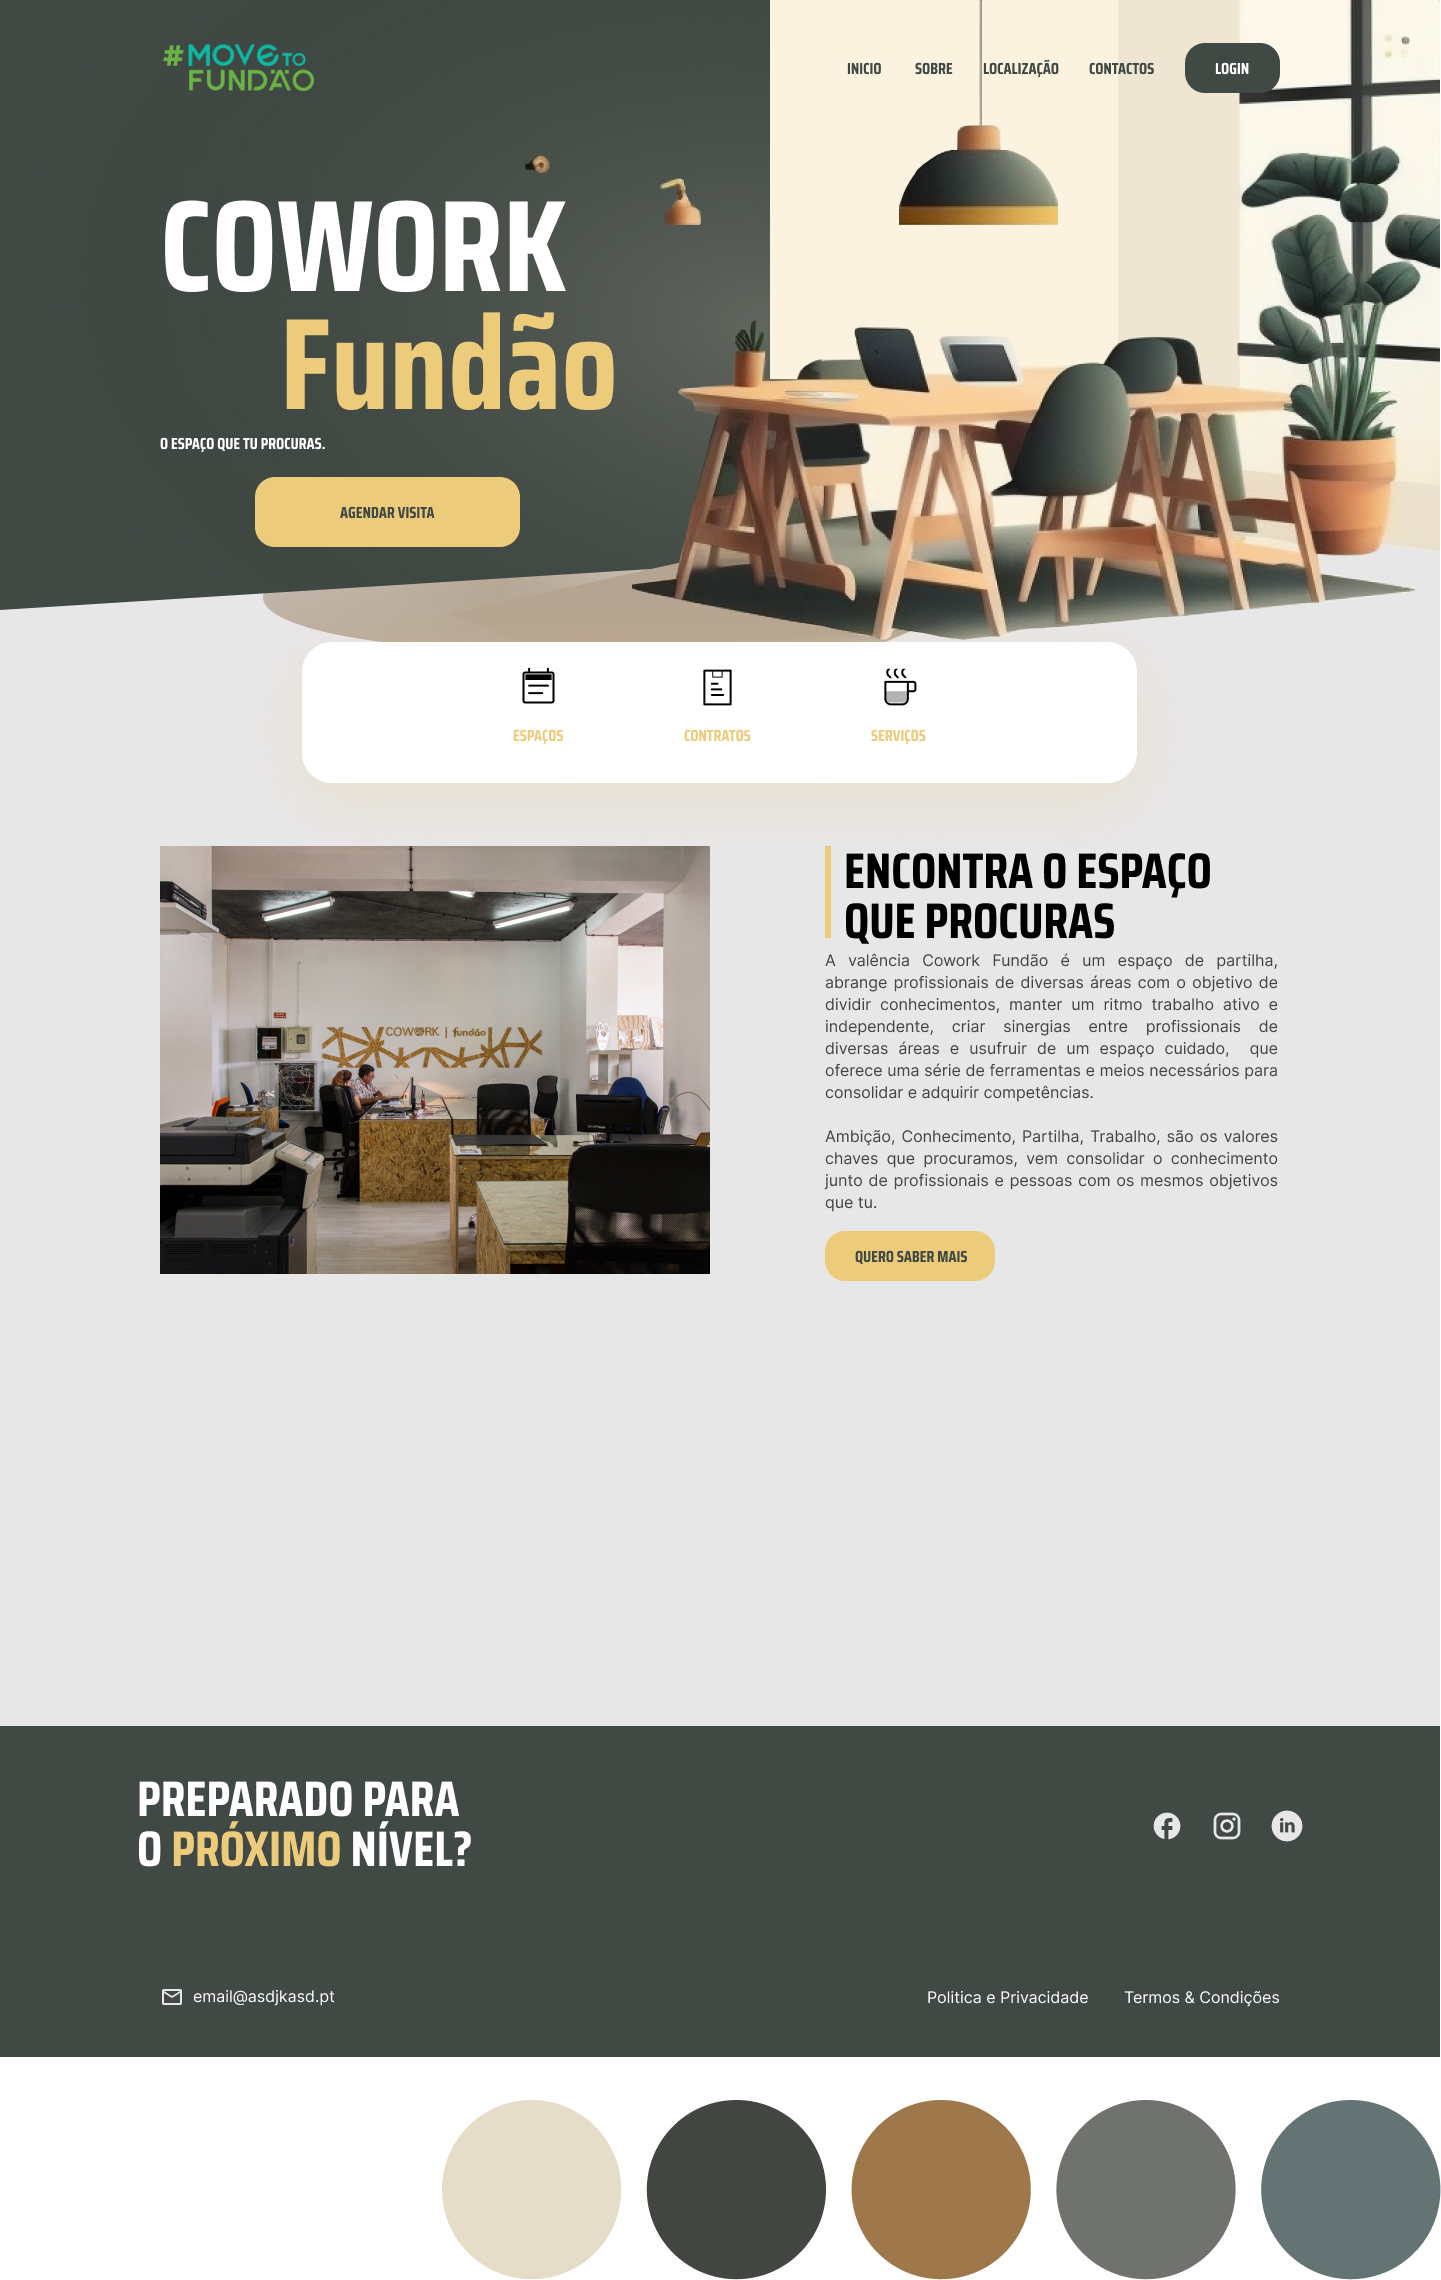 #MOVE TO
FUNDÃO
INICIO
SOBRE
LOCALIZAÇÃO
CONTACTOS
LOGIN
COWORK
Fundão
O ESPAÇO QUE TU PROCURAS.
AGENDAR VISITA
ESPAÇOS
CONTRATOS
SERVIÇOS
COWORK | fundão
ENCONTRA O ESPAÇO
QUE PROCURAS
A valência Cowork Fundão é um espaço de partilha,
abrange profissionais de diversas áreas com o objetivo de
dividir conhecimentos, manter um ritmo trabalho ativo e
independente, criar sinergias entre profissionais de
diversas áreas e usufruir de um espaço cuidado, que
oferece uma série de ferramentas e meios necessários para
consolidar e adquirir competências.
Ambição, Conhecimento, Partilha, Trabalho, são os valores
chaves que procuramos, vem consolidar o conhecimento
junto de profissionais e pessoas com os mesmos objetivos
que tu.
QUERO SABER MAIS
PREPARADO PARA
O PRÓXIMO NÍVEL?
email@asdjkasd.pt
Politica e Privacidade
Termos & Condições